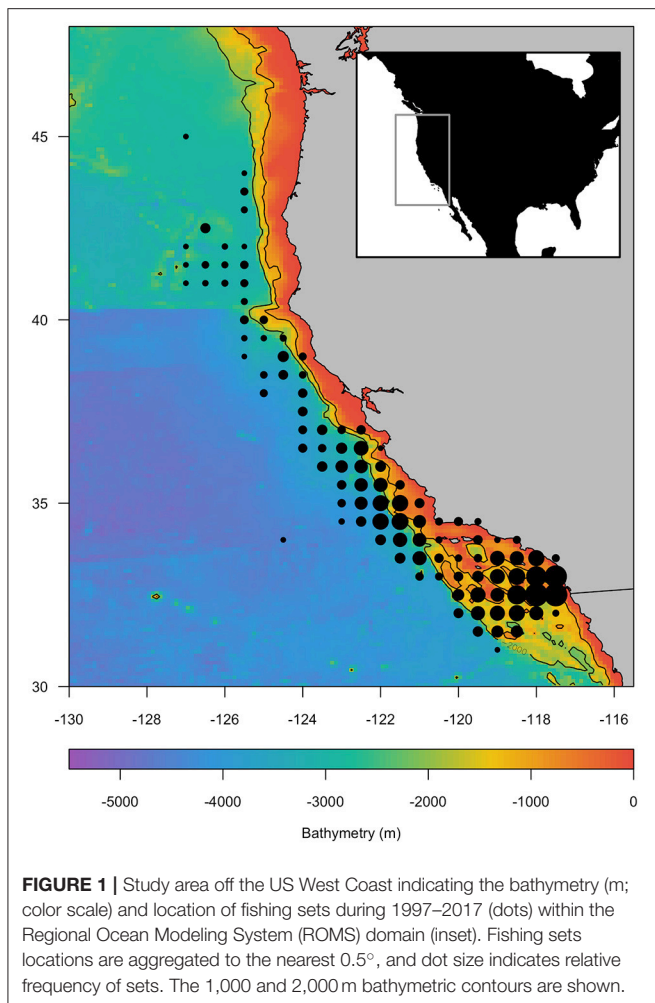 45
40
35
30
-130 -128 -126 -124 -122 -120 -118 -116
-5000 -4000 -3000 -2000 -1000 0
Bathymetry (m)
FIGURE 1 | Study area off the US West Coast indicating the bathymetry (m;
color scale) and location of fishing sets during 1997–2017 (dots) within the
Regional Ocean Modeling System (ROMS) domain (inset). Fishing sets
locations are aggregated to the nearest 0.5°, and dot size indicates relative
frequency of sets. The 1,000 and 2,000 m bathymetric contours are shown.